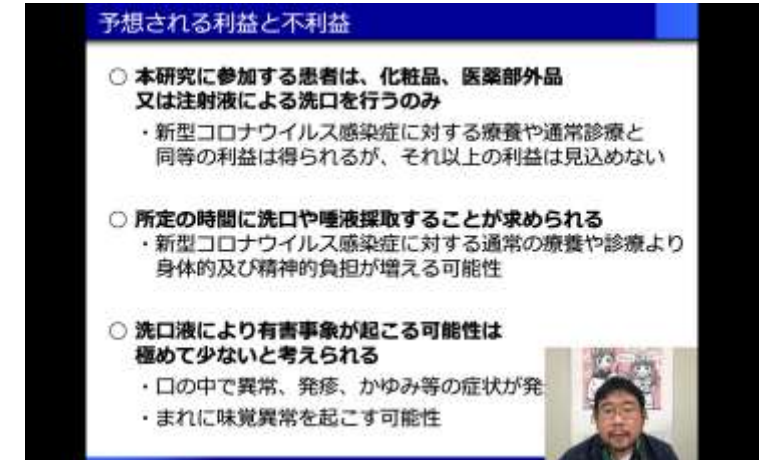 予想される利益と不利益
○ 本研究に参加する患者は、化粧品、医薬部外品
又は注射液による洗口を行うのみ
・新型コロナウイルス感染症に対する療養や通常診療と
同等の利益は得られるが、それ以上の利益は見込めない
○ 所定の時間に洗口や唾液採取することが求められる
・新型コロナウイルス感染症に対する通常の療養や診療より
身体的及び精神的負担が増える可能性
○ 洗口液により有害事象が起こる可能性は
極めて少ないと考えられる
・口の中で異常、発疹、かゆみ等の症状が発
・まれに味覚異常を起こす可能性